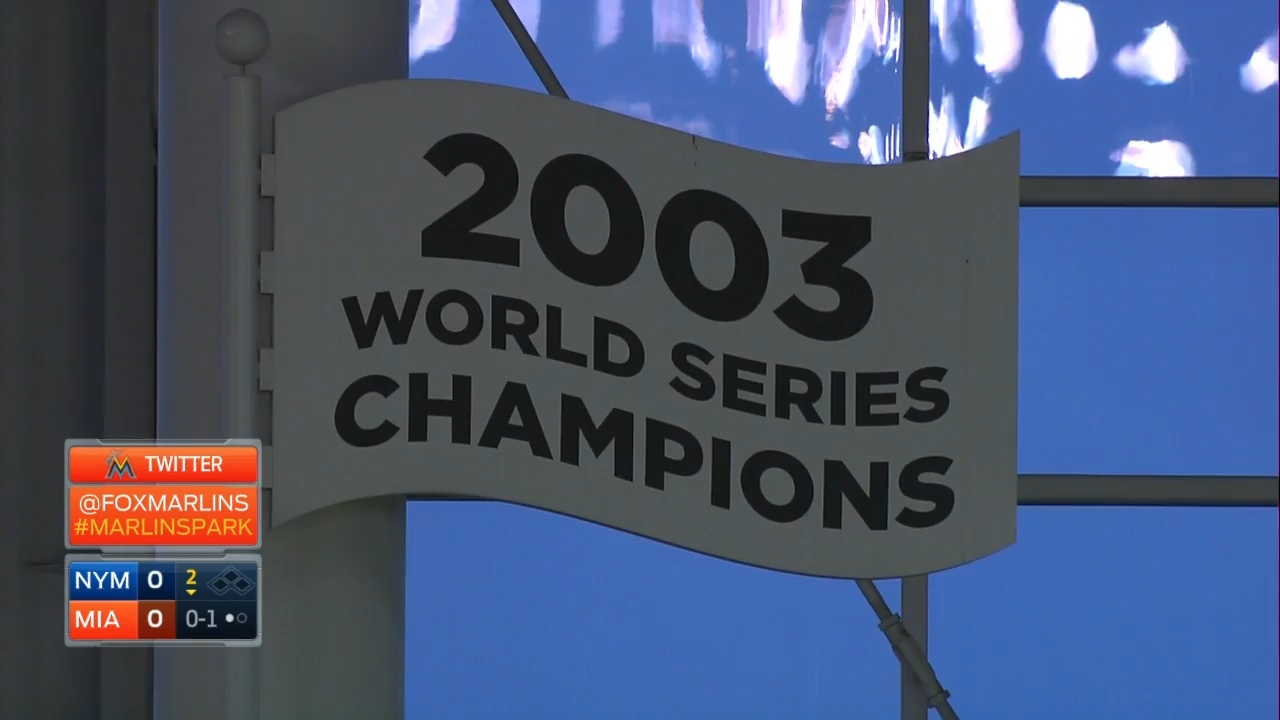 2003
WORLD SERIES
CHAMPIONS
TWITTER
@FOXMARLINS
#MARLINSPARK
NYM 0 2
MIA 0 0-1